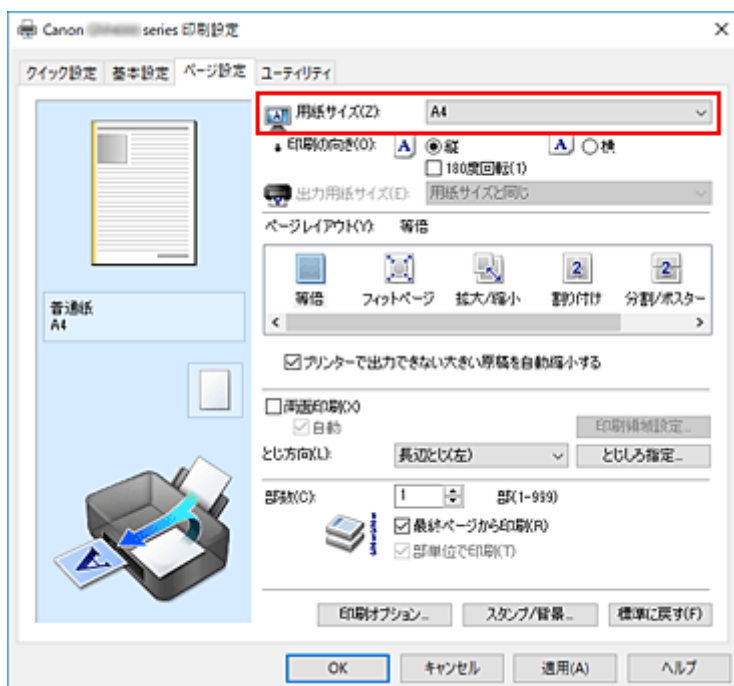 Canon series 印刷設定
クイック設定 基本設定 ページ設定 ユーティリティ
用紙サイズ(Z): A4
印刷の向き(O): A 縦 A 横
180度回転(1)
出力用紙サイズ(E): 用紙サイズと同じ
ページレイアウト(Y): 等倍
等倍 フィットページ 拡大/縮小 割り付け 分割/ポスター
普通紙
A4
プリンターで出力できない大きい原稿を自動縮小する
両面印刷(X)
自動 印刷領域設定...
とじ方向(L): 長辺とじ(左) とじしろ指定...
部数(C): 1 部(1-999)
最終ページから印刷(R)
部単位で印刷(T)
印刷オプション... スタンプ/背景... 標準に戻す(F)
OK キャンセル 適用(A) ヘルプ